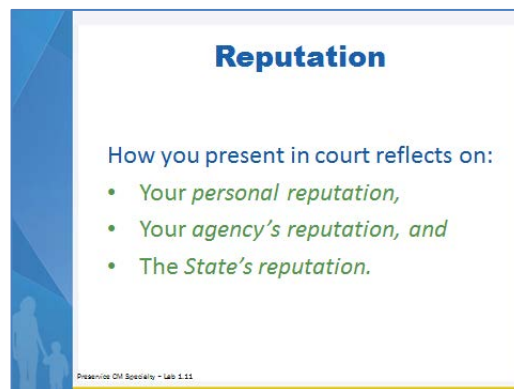 Reputation
How you present in court reflects on:
• Your personal reputation,
• Your agency's reputation, and
• The State's reputation.
Preservice CM Specialty - Lab 1.11